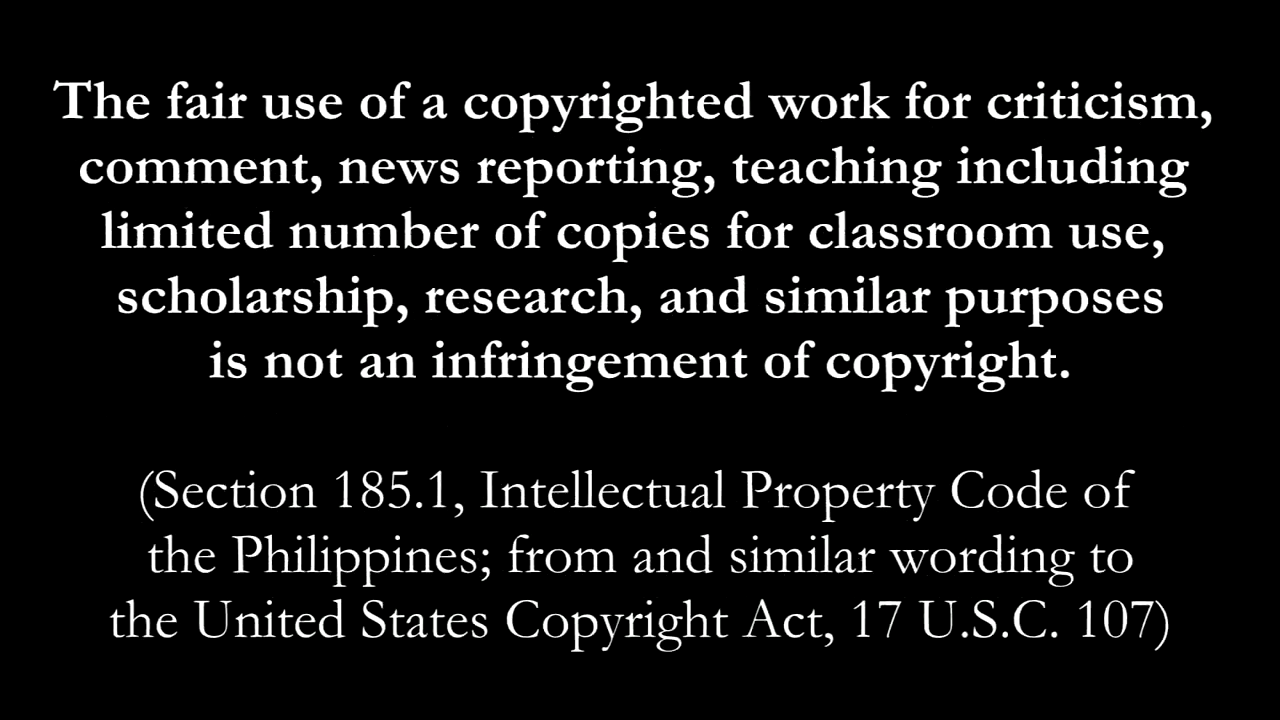 The fair use of a copyrighted work for criticism,
comment, news reporting, teaching including
limited number of copies for classroom use,
scholarship, research, and similar purposes
is not an infringement of copyright.
(Section 185.1, Intellectual Property Code of
the Philippines; from and similar wording to
the United States Copyright Act, 17 U.S.C. 107)